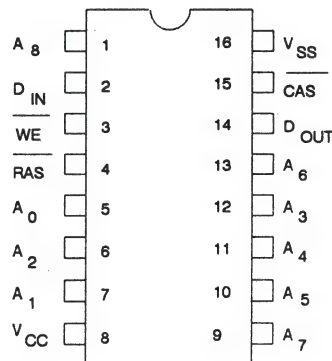 A8 1 16 VSS
DIN 2 15 CAS
WE 3 14 DOUT
RAS 4 13 A6
A0 5 12 A3
A2 6 11 A4
A1 7 10 A5
VCC 8 9 A7